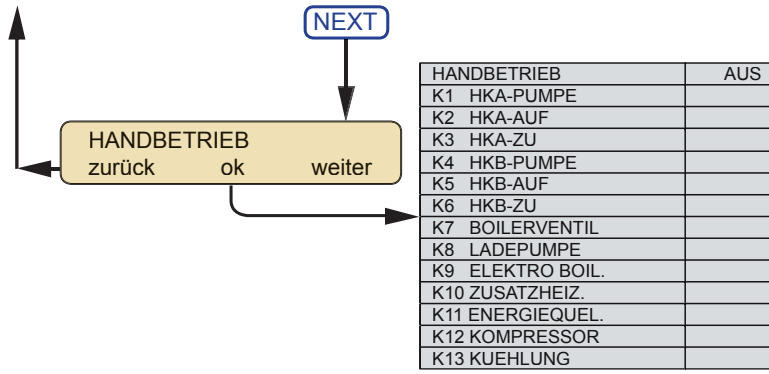 NEXT
HANDBETRIEB
zurück ok weiter
HANDBETRIEB AUS
K1 HKA-PUMPE
K2 HKA-AUF
K3 HKA-ZU
K4 HKB-PUMPE
K5 HKB-AUF
K6 HKB-ZU
K7 BOILERVENTIL
K8 LADEPUMPE
K9 ELEKTRO BOIL.
K10 ZUSATZHEIZ.
K11 ENERGIEQUEL.
K12 KOMPRESSOR
K13 KUEHLUNG